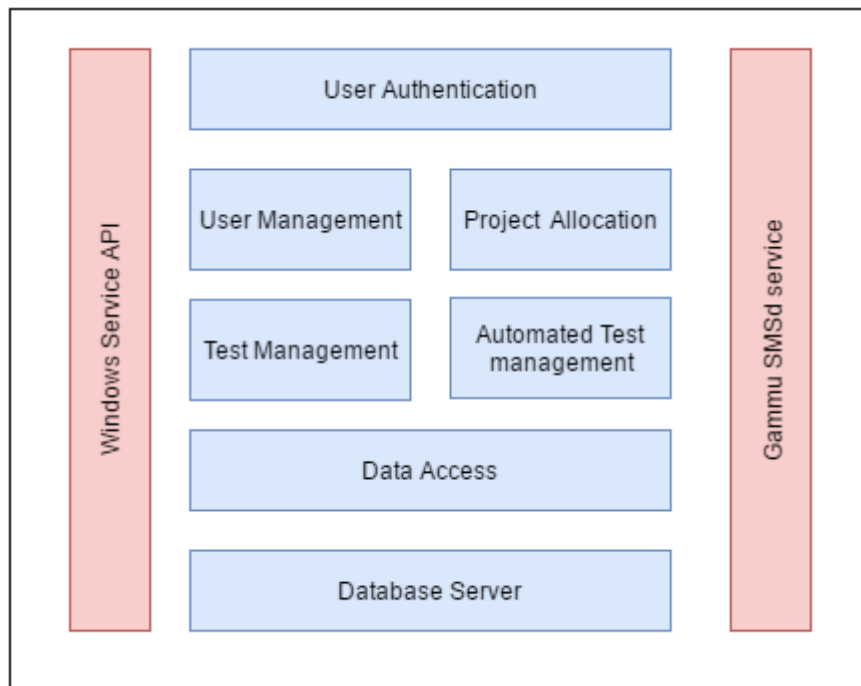 Windows Service API
User Authentication
User Management
Project Allocation
Test Management
Automated Test
management
Data Access
Database Server
Gammu SMSd service